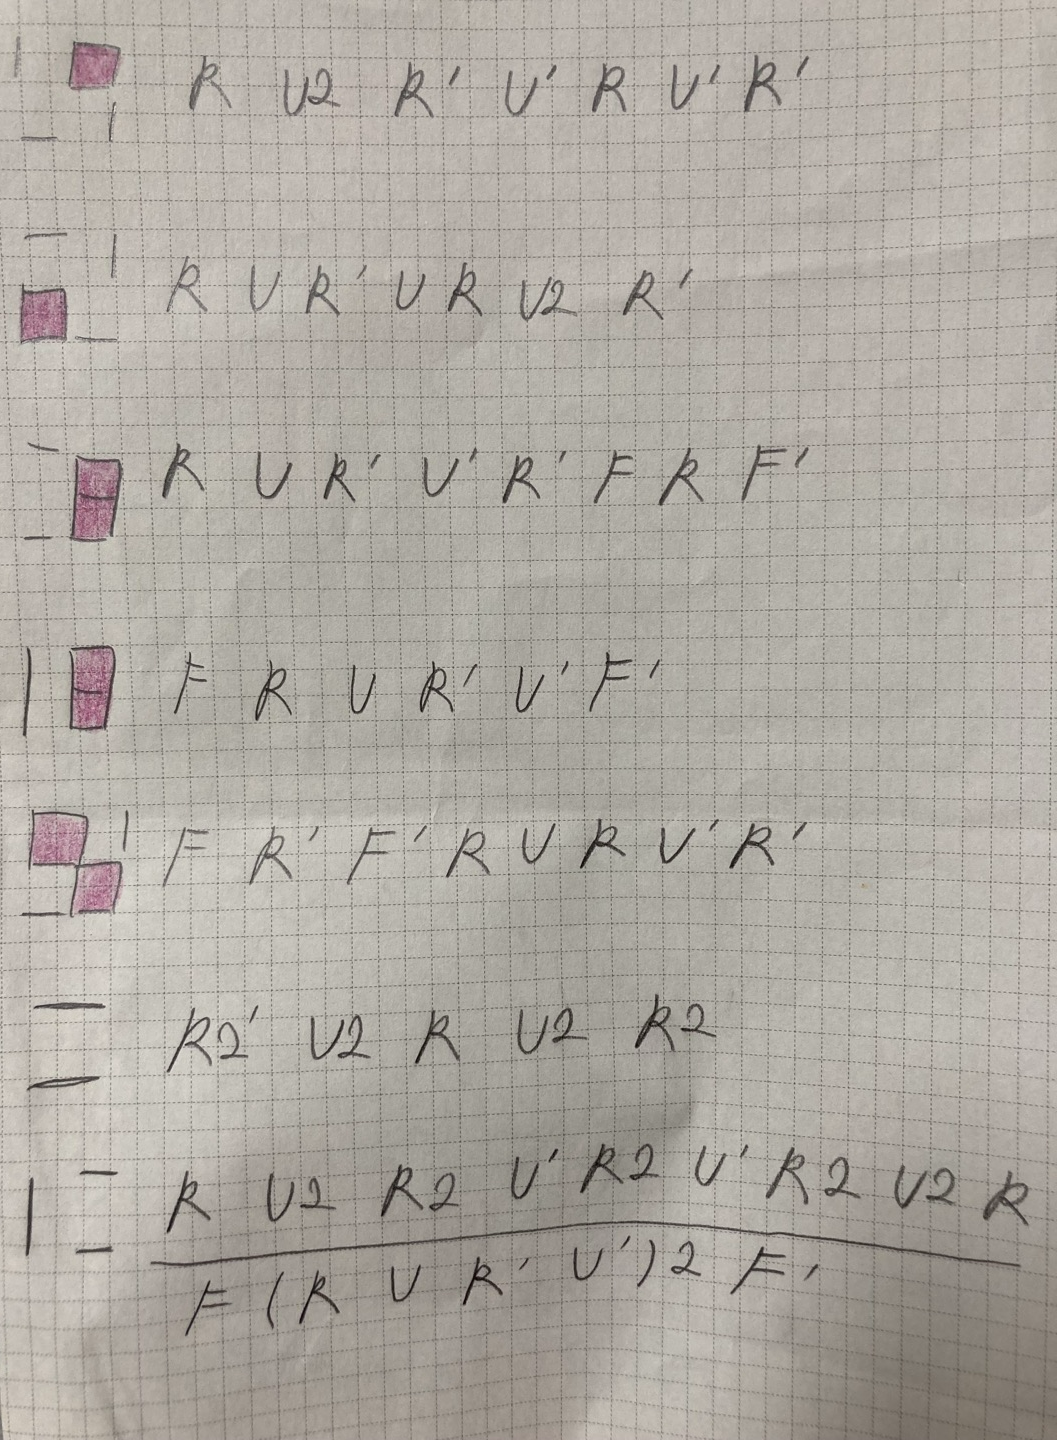 R U2 R' U' R U' R'
R U R' U R U2 R'
R U R' U' R' F R F'
F R U R' U' F'
F R' F' R U R U' R'
R2' U2 R U2 R2
R U2 R2 U' R2 U' R2 U2 R
F (R U R' U')2 F'